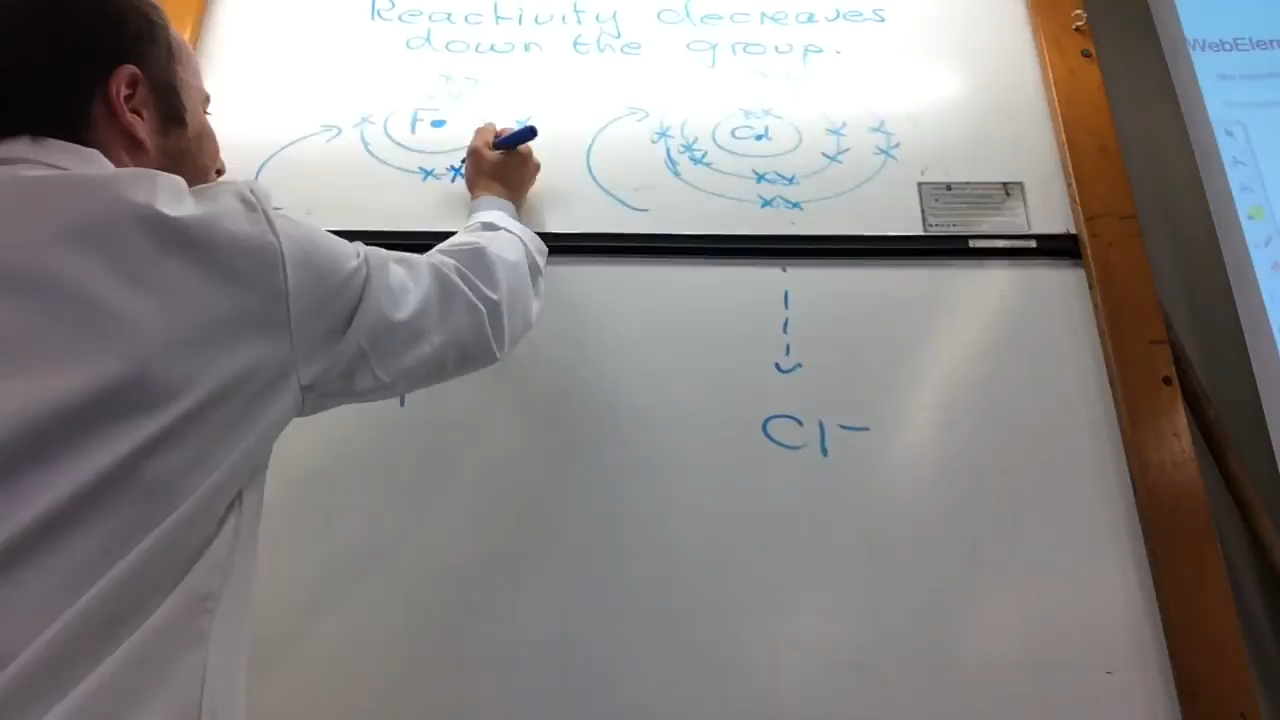 Reactivity decreases
down the group.
F
Cl
Cl-
WebElem